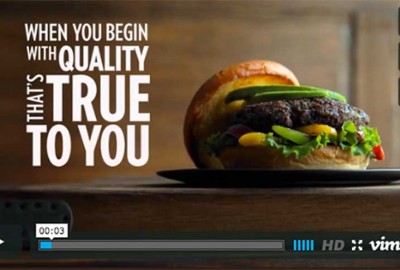 WHEN YOU BEGIN
WITH QUALITY
THAT'S TRUE
TO YOU
00:03
HD vim